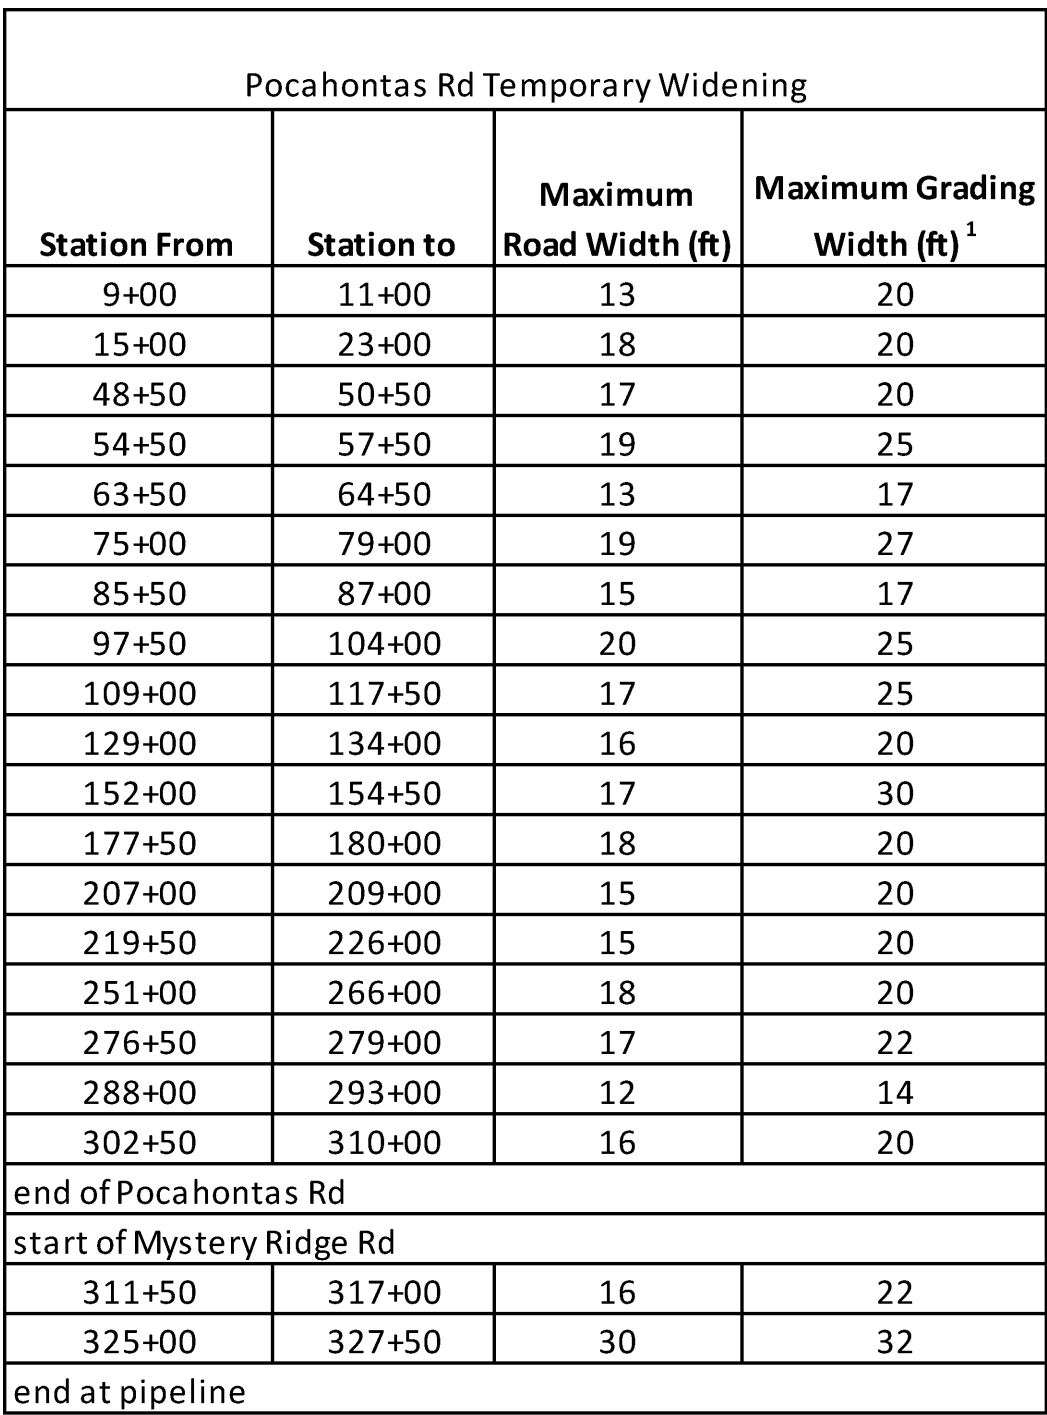 Pocahontas Rd Temporary Widening
Station From Station to Maximum Road Width (ft) Maximum Grading Width (ft) 1
9+00 11+00 13 20
15+00 23+00 18 20
48+50 50+50 17 20
54+50 57+50 19 25
63+50 64+50 13 17
75+00 79+00 19 27
85+50 87+00 15 17
97+50 104+00 20 25
109+00 117+50 17 25
129+00 134+00 16 20
152+00 154+50 17 30
177+50 180+00 18 20
207+00 209+00 15 20
219+50 226+00 15 20
251+00 266+00 18 20
276+50 279+00 17 22
288+00 293+00 12 14
302+50 310+00 16 20
end of Pocahontas Rd
start of Mystery Ridge Rd
311+50 317+00 16 22
325+00 327+50 30 32
end at pipeline